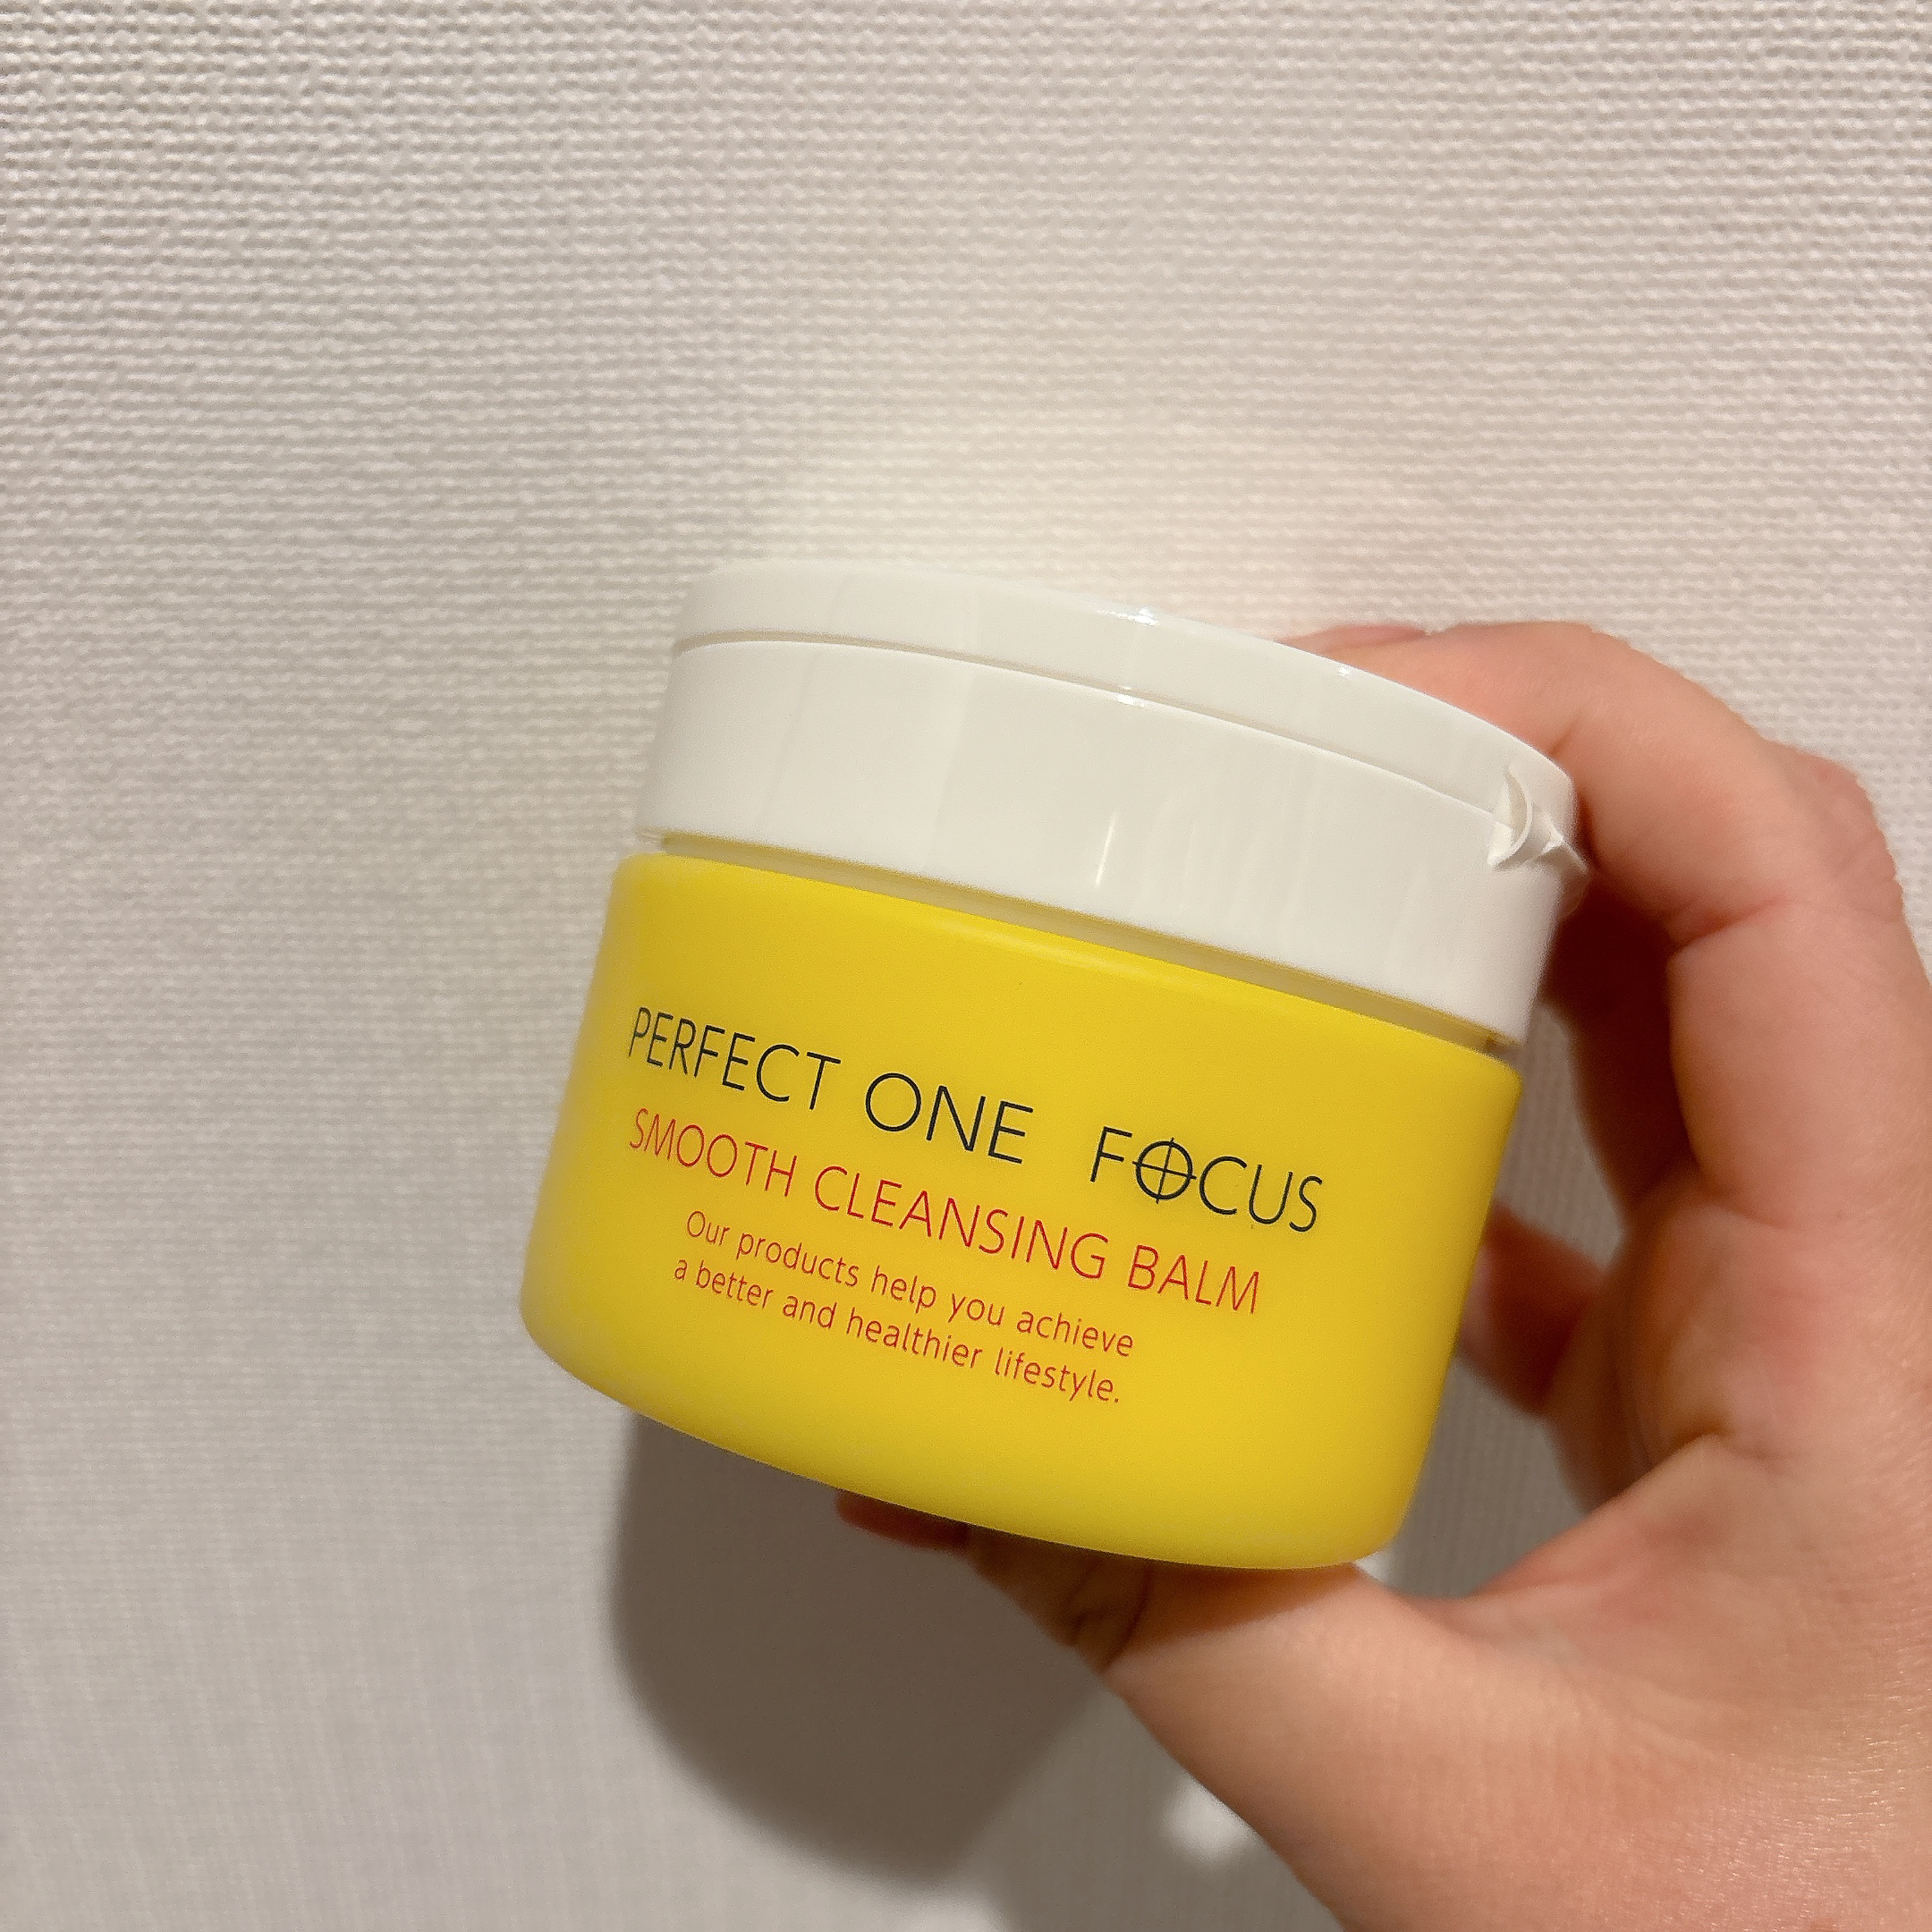 PERFECT ONE FOCUS
SMOOTH CLEANSING BALM
Our products help you achieve
a better and healthier lifestyle.